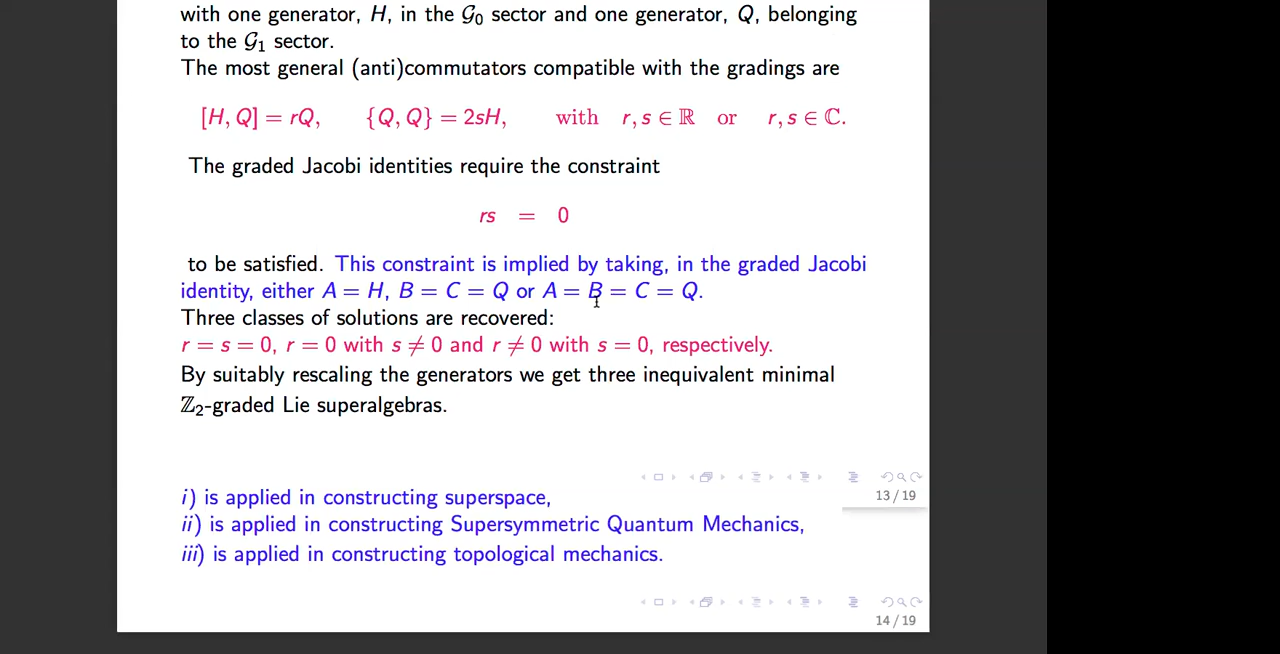 with one generator, H, in the 𝒢₀ sector and one generator, Q, belonging
to the 𝒢₁ sector.
The most general (anti)commutators compatible with the gradings are
[H, Q] = rQ, {Q, Q} = 2sH, with r, s ∈ ℝ or r, s ∈ ℂ.
The graded Jacobi identities require the constraint
rs = 0
to be satisfied. This constraint is implied by taking, in the graded Jacobi
identity, either A = H, B = C = Q or A = B = C = Q.
Three classes of solutions are recovered:
r = s = 0, r = 0 with s ≠ 0 and r ≠ 0 with s = 0, respectively.
By suitably rescaling the generators we get three inequivalent minimal
ℤ₂-graded Lie superalgebras.
13 / 19
i) is applied in constructing superspace,
ii) is applied in constructing Supersymmetric Quantum Mechanics,
iii) is applied in constructing topological mechanics.
14 / 19